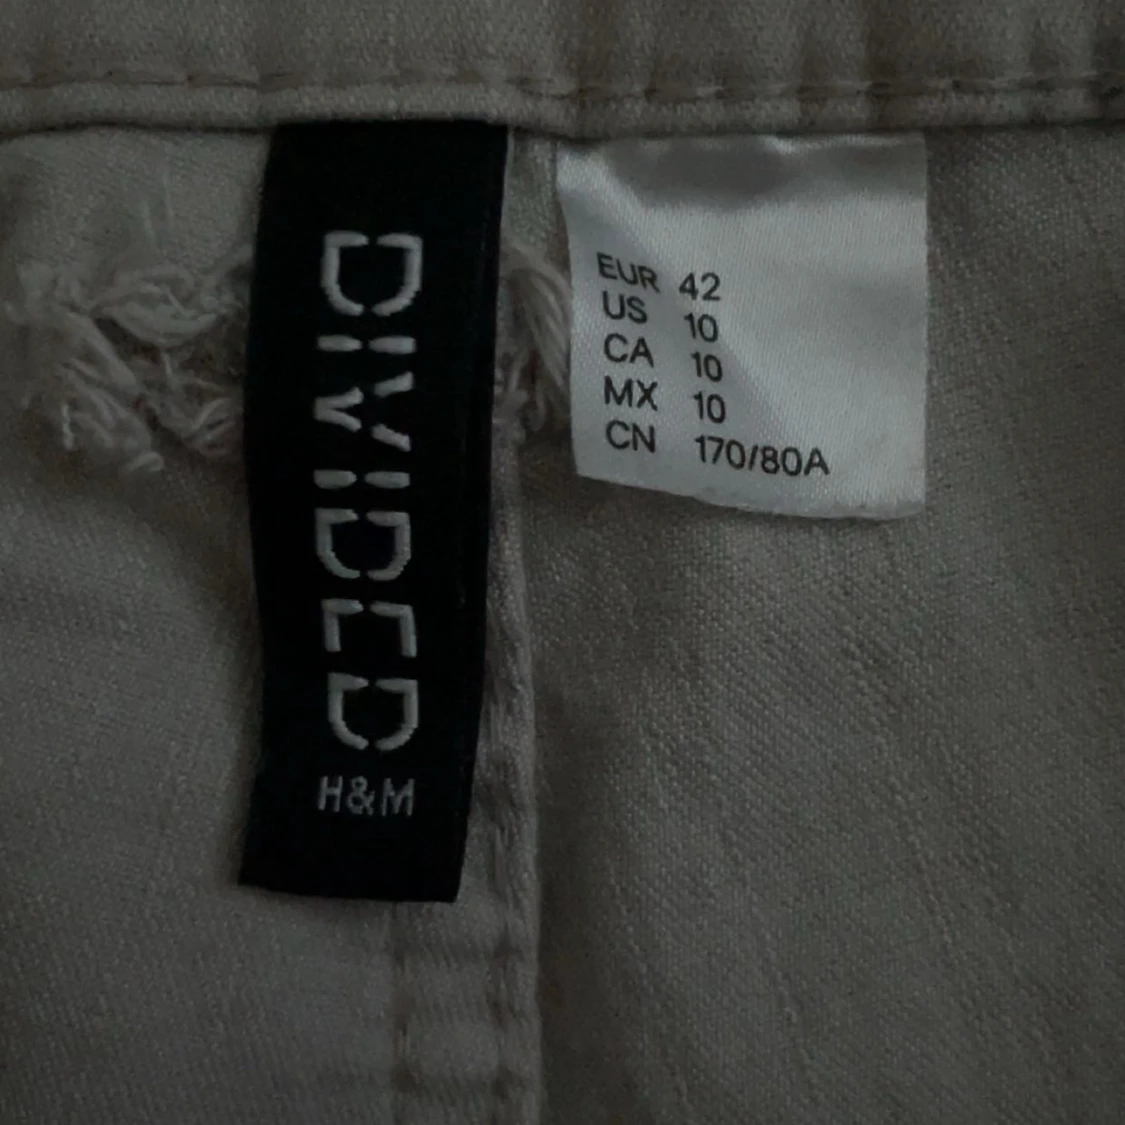 DIVIDED
H&M
EUR 42
US 10
CA 10
MX 10
CN 170/80A